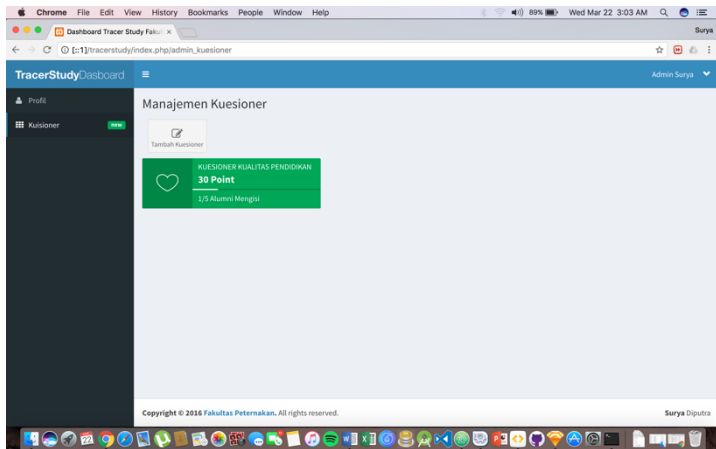 Chrome File Edit View History Bookmarks People Window Help 89% Wed Mar 22 3:03 AM
Dashboard Tracer Study Fakul × Surya
[::1]/tracerstudy/index.php/admin_kuesioner
TracerStudyDasboard Admin Surya
Profil
Kuisioner new
Manajemen Kuesioner
Tambah Kuesioner
KUESIONER KUALITAS PENDIDIKAN
30 Point
1/5 Alumni Mengisi
Copyright © 2016 Fakultas Peternakan. All rights reserved. Surya Diputra